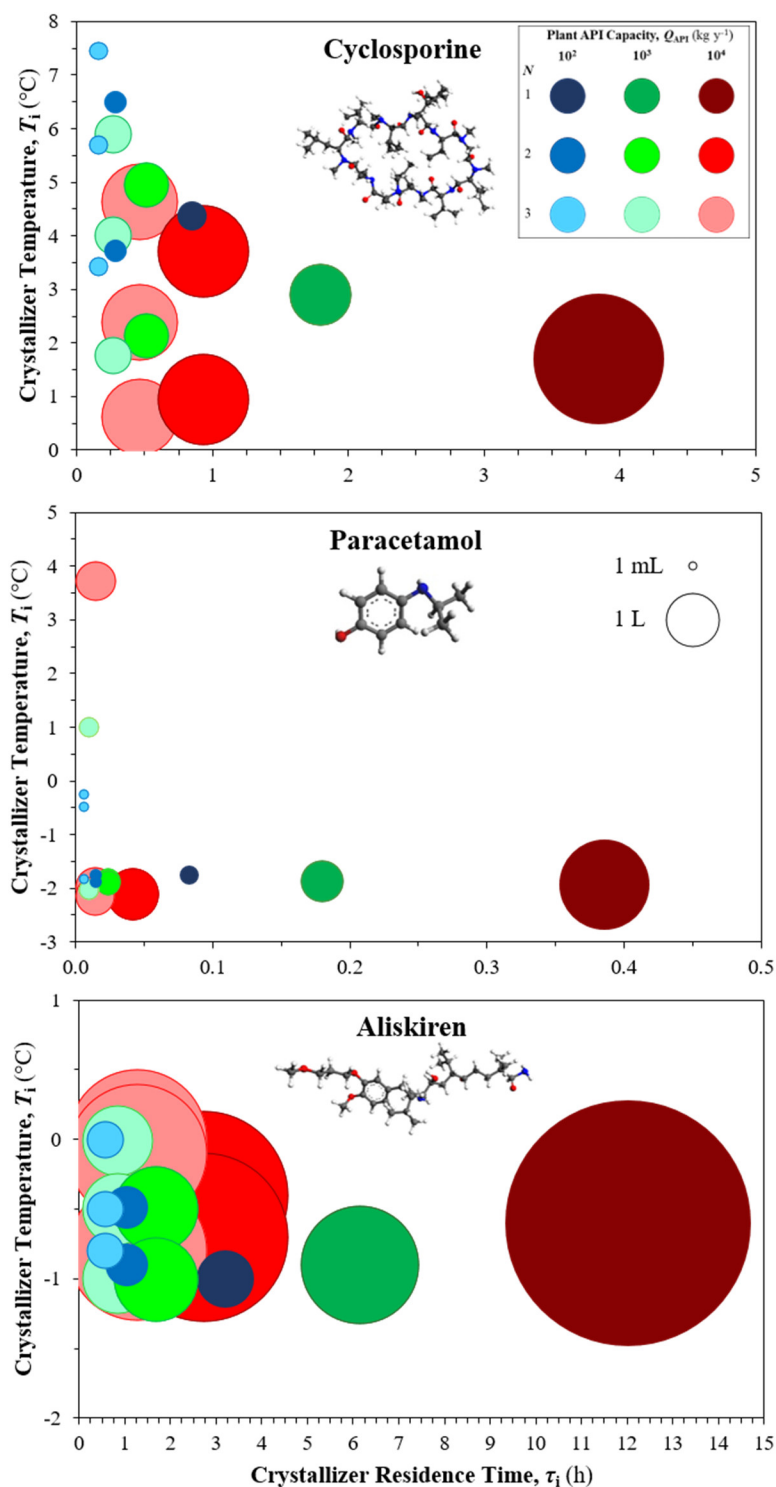 Cyclosporine
Plant API Capacity, Q_API (kg y⁻¹)
10² 10³ 10⁴
N
1
2
3
Crystallizer Temperature, Tᵢ (°C)
8
7
6
5
4
3
2
1
0
0 1 2 3 4 5
Paracetamol
1 mL
1 L
Crystallizer Temperature, Tᵢ (°C)
5
4
3
2
1
0
-1
-2
-3
0.0 0.1 0.2 0.3 0.4 0.5
Aliskiren
Crystallizer Temperature, Tᵢ (°C)
1
0
-1
-2
0 1 2 3 4 5 6 7 8 9 10 11 12 13 14 15
Crystallizer Residence Time, τᵢ (h)